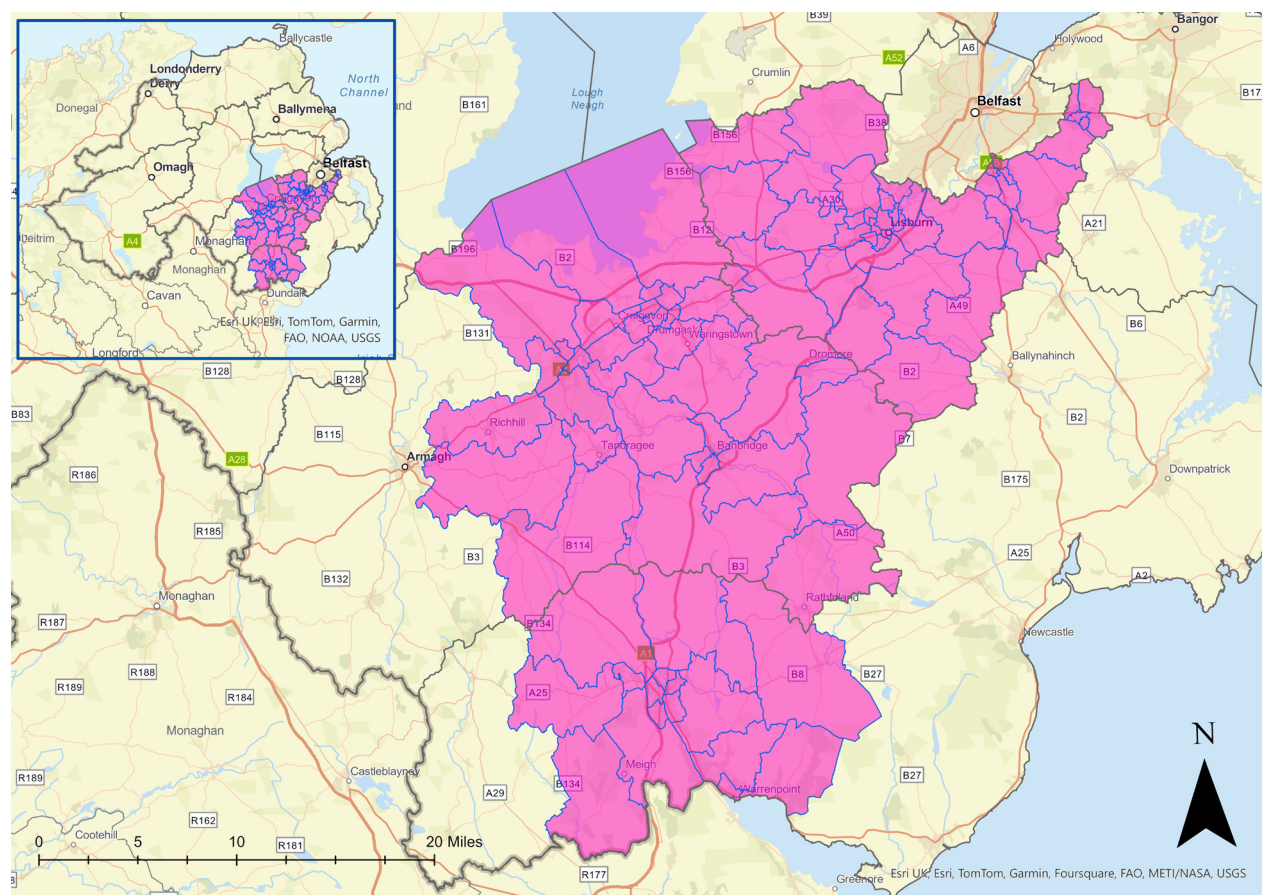 Ballycastle
Londonderry
Derry
North
Channel
Donegal
Ballymena
Omagh
Belfast
Craigavon
A4
Monaghan
Monaghan
Cavan
Dundalk
Longford
Esri UK, Esri, TomTom, Garmin,
FAO, NOAA, USGS
B39
Bangor
A6
Holywood
A52
Crumlin
Lough
Neagh
B161
Belfast
B17
B38
B156
B156
A30
A21
Lisburn
B12
B196
B2
A49
B6
Craigavon
Drumgask
Waringstown
B131
Dromore
Ballynahinch
B128
B128
B2
B83
B2
Richhill
B115
B7
Tandragee
Banbridge
Armagh
A28
Downpatrick
R186
B175
R185
A50
B114
B3
A25
B3
B132
A2
Monaghan
Rathfriland
R187
B134
Newcastle
A1
R188
B8
B27
R189
A25
R184
N
Monaghan
Meigh
Castleblayney
R189
B134
B27
Warrenpoint
A29
R162
Cootehill
R181
0
5
10
20 Miles
R177
Greenore
Esri UK, Esri, TomTom, Garmin, Foursquare, FAO, METI/NASA, USGS